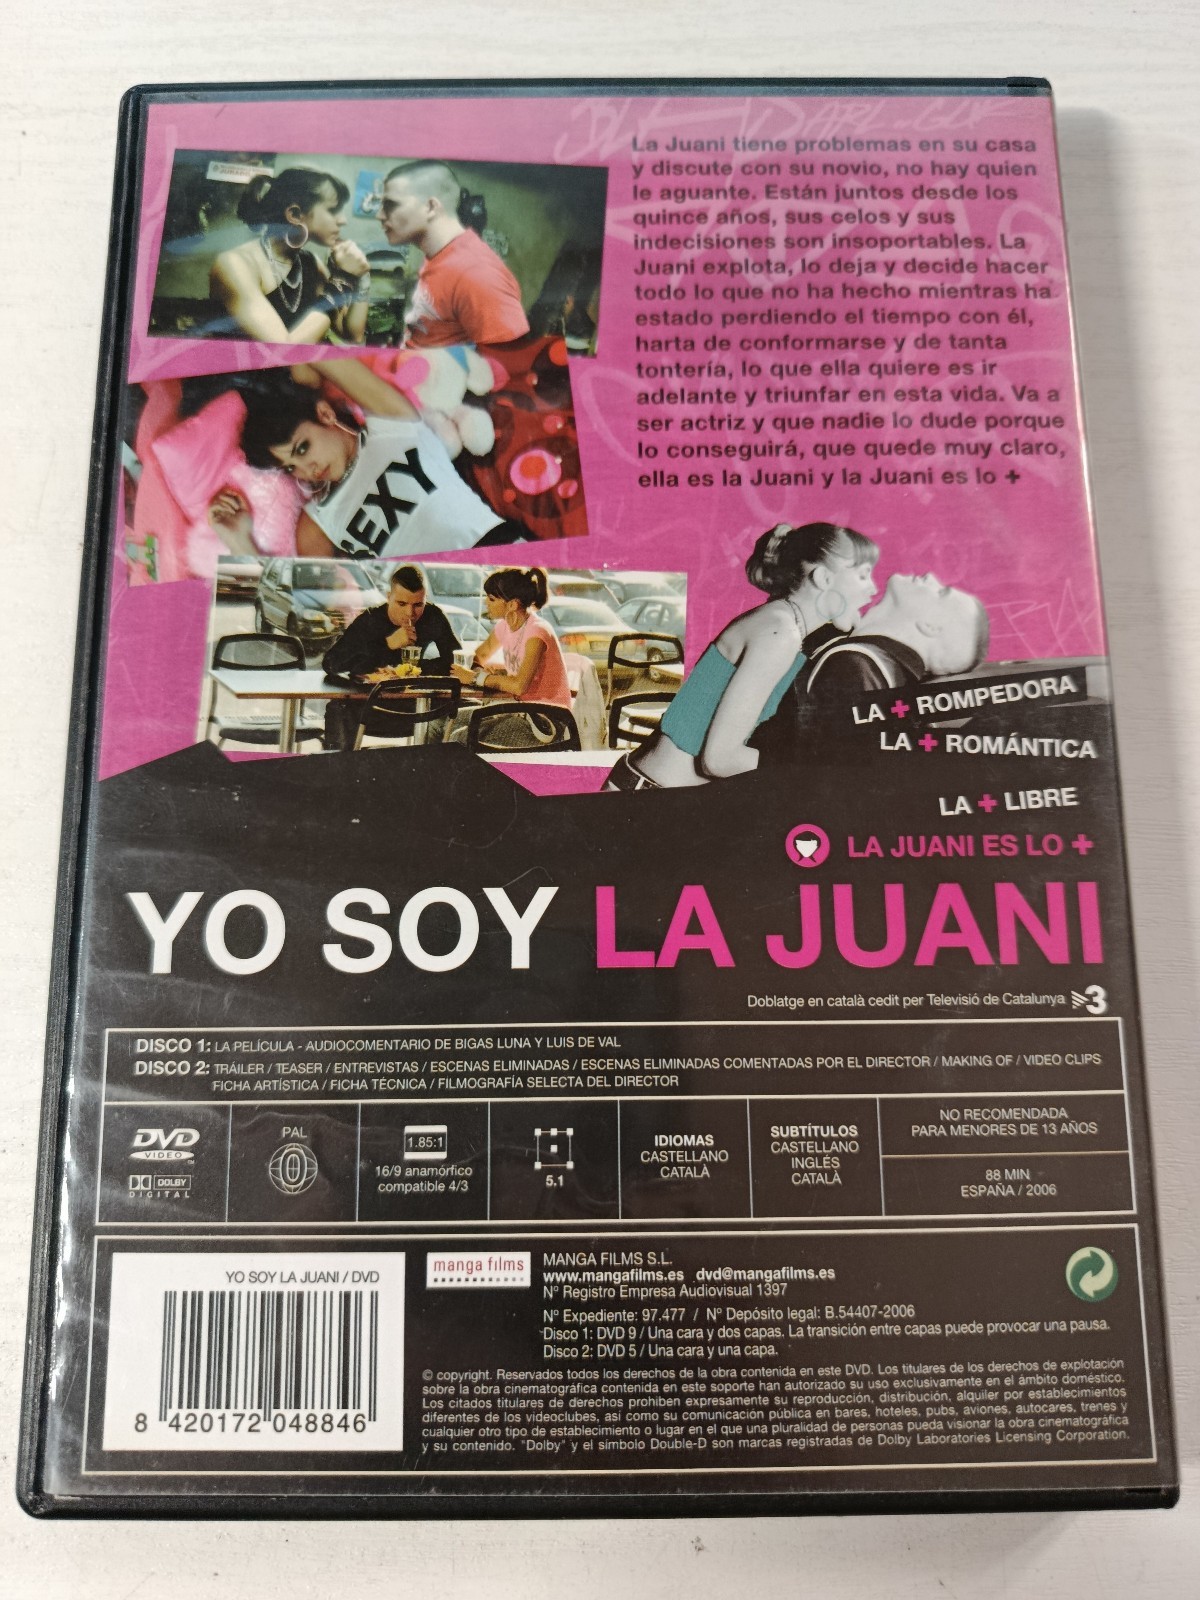 La Juani tiene problemas en su casa
y discute con su novio, no hay quien
le aguante. Están juntos desde los
quince años, sus celos y sus
indecisiones son insoportables. La
Juani explota, lo deja y decide hacer
todo lo que no ha hecho mientras ha
estado perdiendo el tiempo con él,
harta de conformarse y de tanta
tontería, lo que ella quiere es ir
adelante y triunfar en esta vida. Va a
ser actriz y que nadie lo dude porque
lo conseguirá, que quede muy claro,
ella es la Juani y la Juani es lo +
SEXY
LA + ROMPEDORA
LA + ROMÁNTICA
LA + LIBRE
LA JUANI ES LO +
YO SOY LA JUANI
Doblatge en català cedit per Televisió de Catalunya 3
DISCO 1: LA PELÍCULA - AUDIOCOMENTARIO DE BIGAS LUNA Y LUIS DE VAL
DISCO 2: TRÁILER / TEASER / ENTREVISTAS / ESCENAS ELIMINADAS / ESCENAS ELIMINADAS COMENTADAS POR EL DIRECTOR / MAKING OF / VIDEO CLIPS
FICHA ARTÍSTICA / FICHA TÉCNICA / FILMOGRAFÍA SELECTA DEL DIRECTOR
DVD
VIDEO
DOLBY
DIGITAL
PAL
0
1.85:1
16/9 anamórfico
compatible 4/3
5.1
IDIOMAS
CASTELLANO
CATALÀ
SUBTÍTULOS
CASTELLANO
INGLÉS
CATALÀ
NO RECOMENDADA
PARA MENORES DE 13 AÑOS
88 MIN
ESPAÑA / 2006
YO SOY LA JUANI / DVD
8 420172 048846
manga films
MANGA FILMS S.L.
www.mangafilms.es dvd@mangafilms.es
Nº Registro Empresa Audiovisual 1397
Nº Expediente: 97.477 / Nº Depósito legal: B.54407-2006
Disco 1: DVD 9 / Una cara y dos capas. La transición entre capas puede provocar una pausa.
Disco 2: DVD 5 / Una cara y una capa.
© copyright. Reservados todos los derechos de la obra contenida en este DVD. Los titulares de los derechos de explotación
sobre la obra cinematográfica contenida en este soporte han autorizado su uso exclusivamente en el ámbito doméstico.
Los citados titulares de derechos prohiben expresamente su reproducción, distribución, alquiler por establecimientos
diferentes de los videoclubes, así como su comunicación pública en bares, hoteles, pubs, aviones, autocares, trenes y
cualquier otro tipo de establecimiento o lugar en el que una pluralidad de personas pueda visionar la obra cinematográfica
y su contenido. "Dolby" y el símbolo Double-D son marcas registradas de Dolby Laboratories Licensing Corporation.